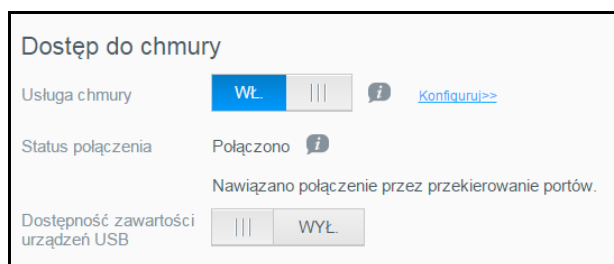 Dostęp do chmury
Usługa chmury WŁ. Konfiguruj>>
Status połączenia Połączono
Nawiązano połączenie przez przekierowanie portów.
Dostępność zawartości
urządzeń USB WYŁ.